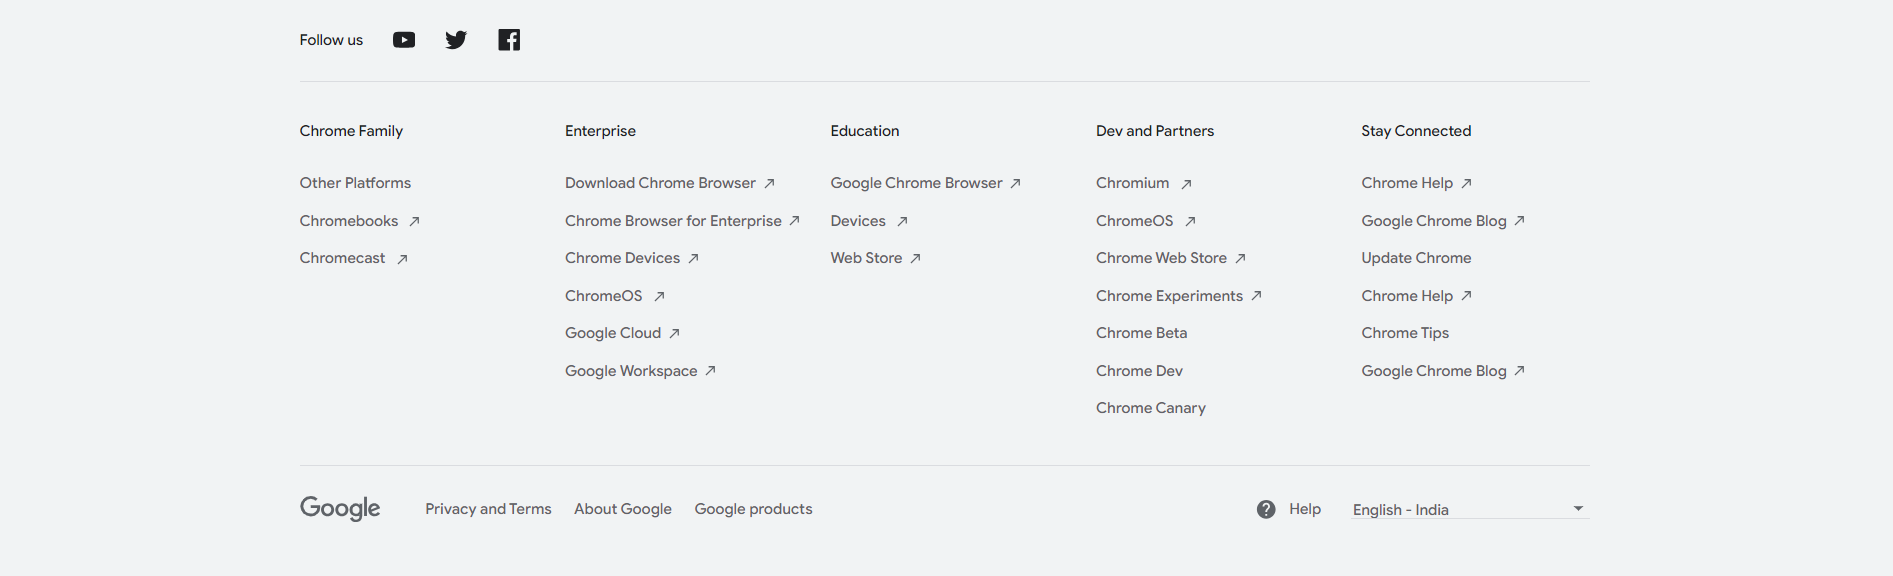 Follow us
Chrome Family
Other Platforms
Chromebooks
Chromecast
Enterprise
Download Chrome Browser
Chrome Browser for Enterprise
Chrome Devices
ChromeOS
Google Cloud
Google Workspace
Education
Google Chrome Browser
Devices
Web Store
Dev and Partners
Chromium
ChromeOS
Chrome Web Store
Chrome Experiments
Chrome Beta
Chrome Dev
Chrome Canary
Stay Connected
Chrome Help
Google Chrome Blog
Update Chrome
Chrome Help
Chrome Tips
Google Chrome Blog
Google Privacy and Terms About Google Google products Help English - India